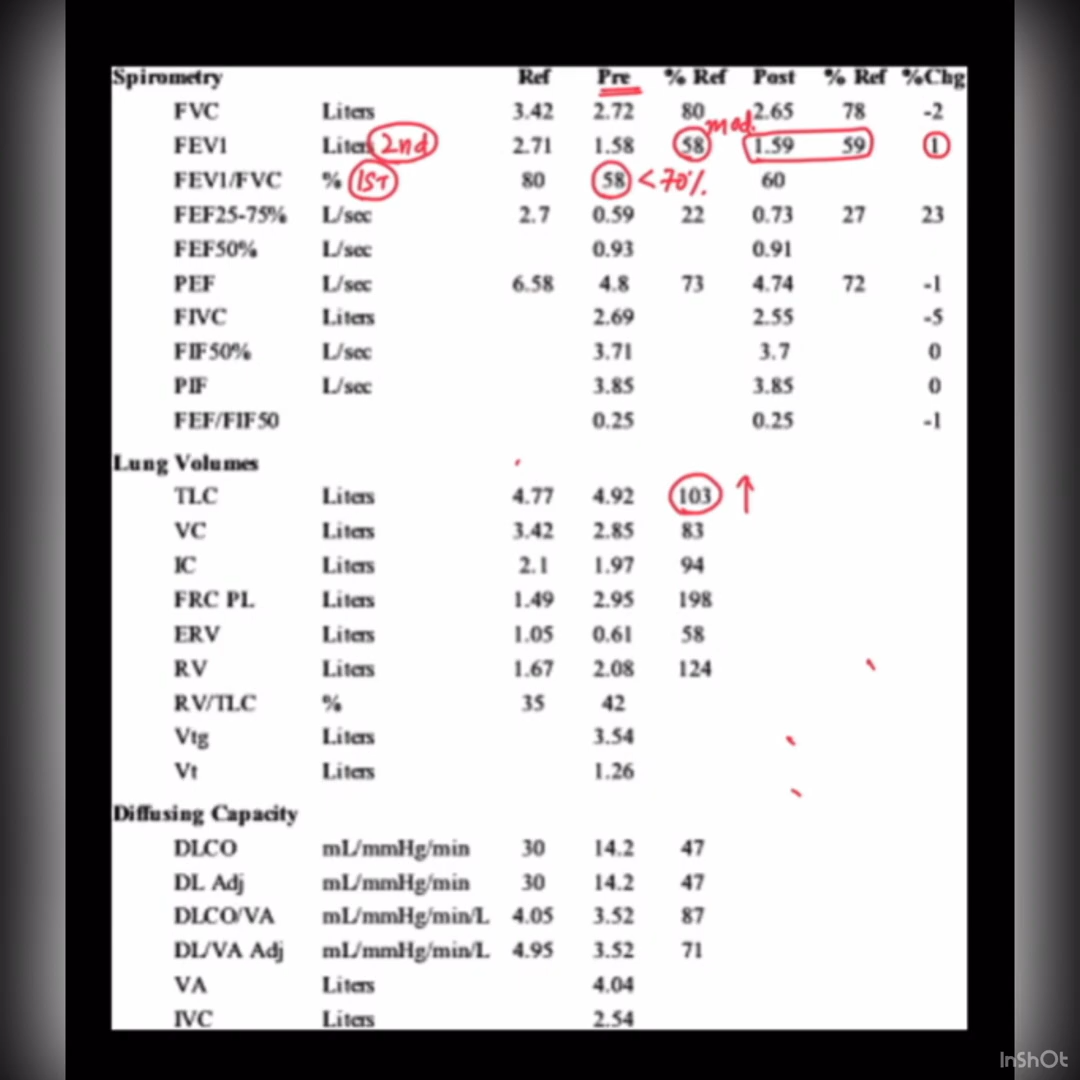 Spirometry Ref Pre % Ref Post % Ref %Chg
FVC Liters 3.42 2.72 80 2.65 78 -2
mod.
FEV1 Liters 2nd 2.71 1.58 58 1.59 59 1
FEV1/FVC % 1ST 80 58 <70% 60
FEF25-75% L/sec 2.7 0.59 22 0.73 27 23
FEF50% L/sec 0.93 0.91
PEF L/sec 6.58 4.8 73 4.74 72 -1
FIVC Liters 2.69 2.55 -5
FIF50% L/sec 3.71 3.7 0
PIF L/sec 3.85 3.85 0
FEF/FIF50 0.25 0.25 -1
Lung Volumes
TLC Liters 4.77 4.92 103 ↑
VC Liters 3.42 2.85 83
IC Liters 2.1 1.97 94
FRC PL Liters 1.49 2.95 198
ERV Liters 1.05 0.61 58
RV Liters 1.67 2.08 124
RV/TLC % 35 42
Vtg Liters 3.54
Vt Liters 1.26
Diffusing Capacity
DLCO mL/mmHg/min 30 14.2 47
DL Adj mL/mmHg/min 30 14.2 47
DLCO/VA mL/mmHg/min/L 4.05 3.52 87
DL/VA Adj mL/mmHg/min/L 4.95 3.52 71
VA Liters 4.04
IVC Liters 2.54
InShOt